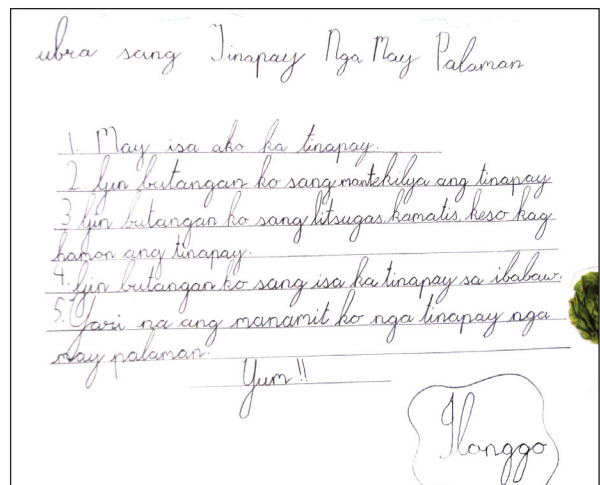 ubra sang Tinapay Nga May Palaman
1. May isa ako ka tinapay.
2 Gin butangan ko sang mantekilya ang tinapay
3 Gin butangan ko sang litsugas, kamatis, keso kag
hamon ang tinapay.
4. Gin butangan ko sang isa ka tinapay sa ibabaw.
5. Yari na ang manamit ko nga tinapay nga
may palaman.
Yum!!
Ilonggo